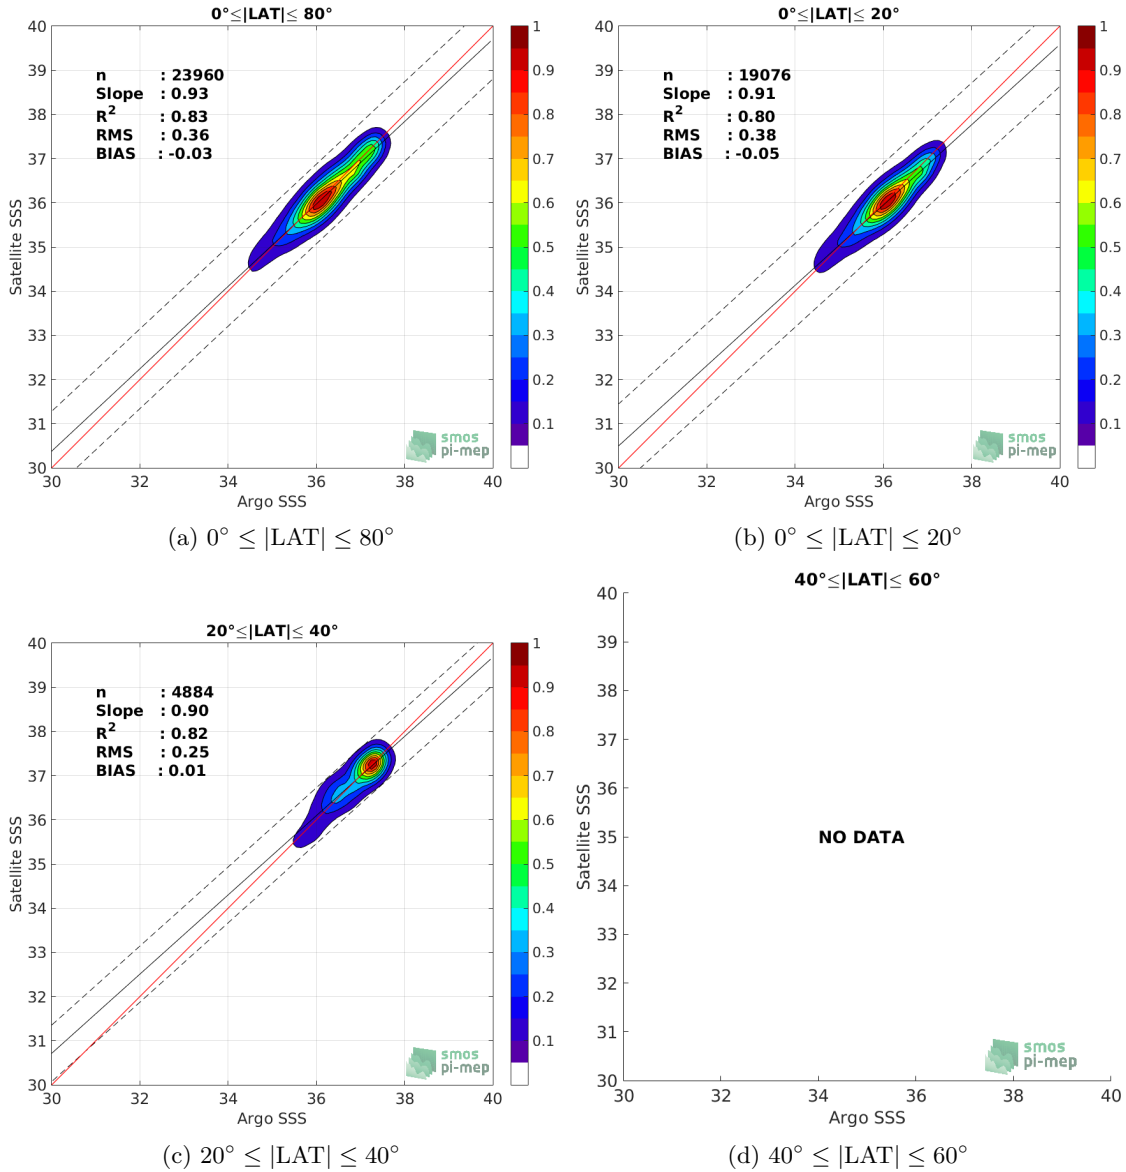 0°≤|LAT|≤ 80°
40
39
38
37
36
35
34
33
32
31
30
Satellite SSS
n : 23960
Slope : 0.93
R² : 0.83
RMS : 0.36
BIAS : -0.03
smos
pi-mep
30 32 34 36 38 40
Argo SSS
1
0.9
0.8
0.7
0.6
0.5
0.4
0.3
0.2
0.1
(a) 0° ≤ |LAT| ≤ 80°
0°≤|LAT|≤ 20°
40
39
38
37
36
35
34
33
32
31
30
Satellite SSS
n : 19076
Slope : 0.91
R² : 0.80
RMS : 0.38
BIAS : -0.05
smos
pi-mep
30 32 34 36 38 40
Argo SSS
1
0.9
0.8
0.7
0.6
0.5
0.4
0.3
0.2
0.1
(b) 0° ≤ |LAT| ≤ 20°
20°≤|LAT|≤ 40°
40
39
38
37
36
35
34
33
32
31
30
Satellite SSS
n : 4884
Slope : 0.90
R² : 0.82
RMS : 0.25
BIAS : 0.01
smos
pi-mep
30 32 34 36 38 40
Argo SSS
1
0.9
0.8
0.7
0.6
0.5
0.4
0.3
0.2
0.1
(c) 20° ≤ |LAT| ≤ 40°
40°≤|LAT|≤ 60°
40
39
38
37
36
35
34
33
32
31
30
Satellite SSS
NO DATA
smos
pi-mep
30 32 34 36 38 40
Argo SSS
(d) 40° ≤ |LAT| ≤ 60°